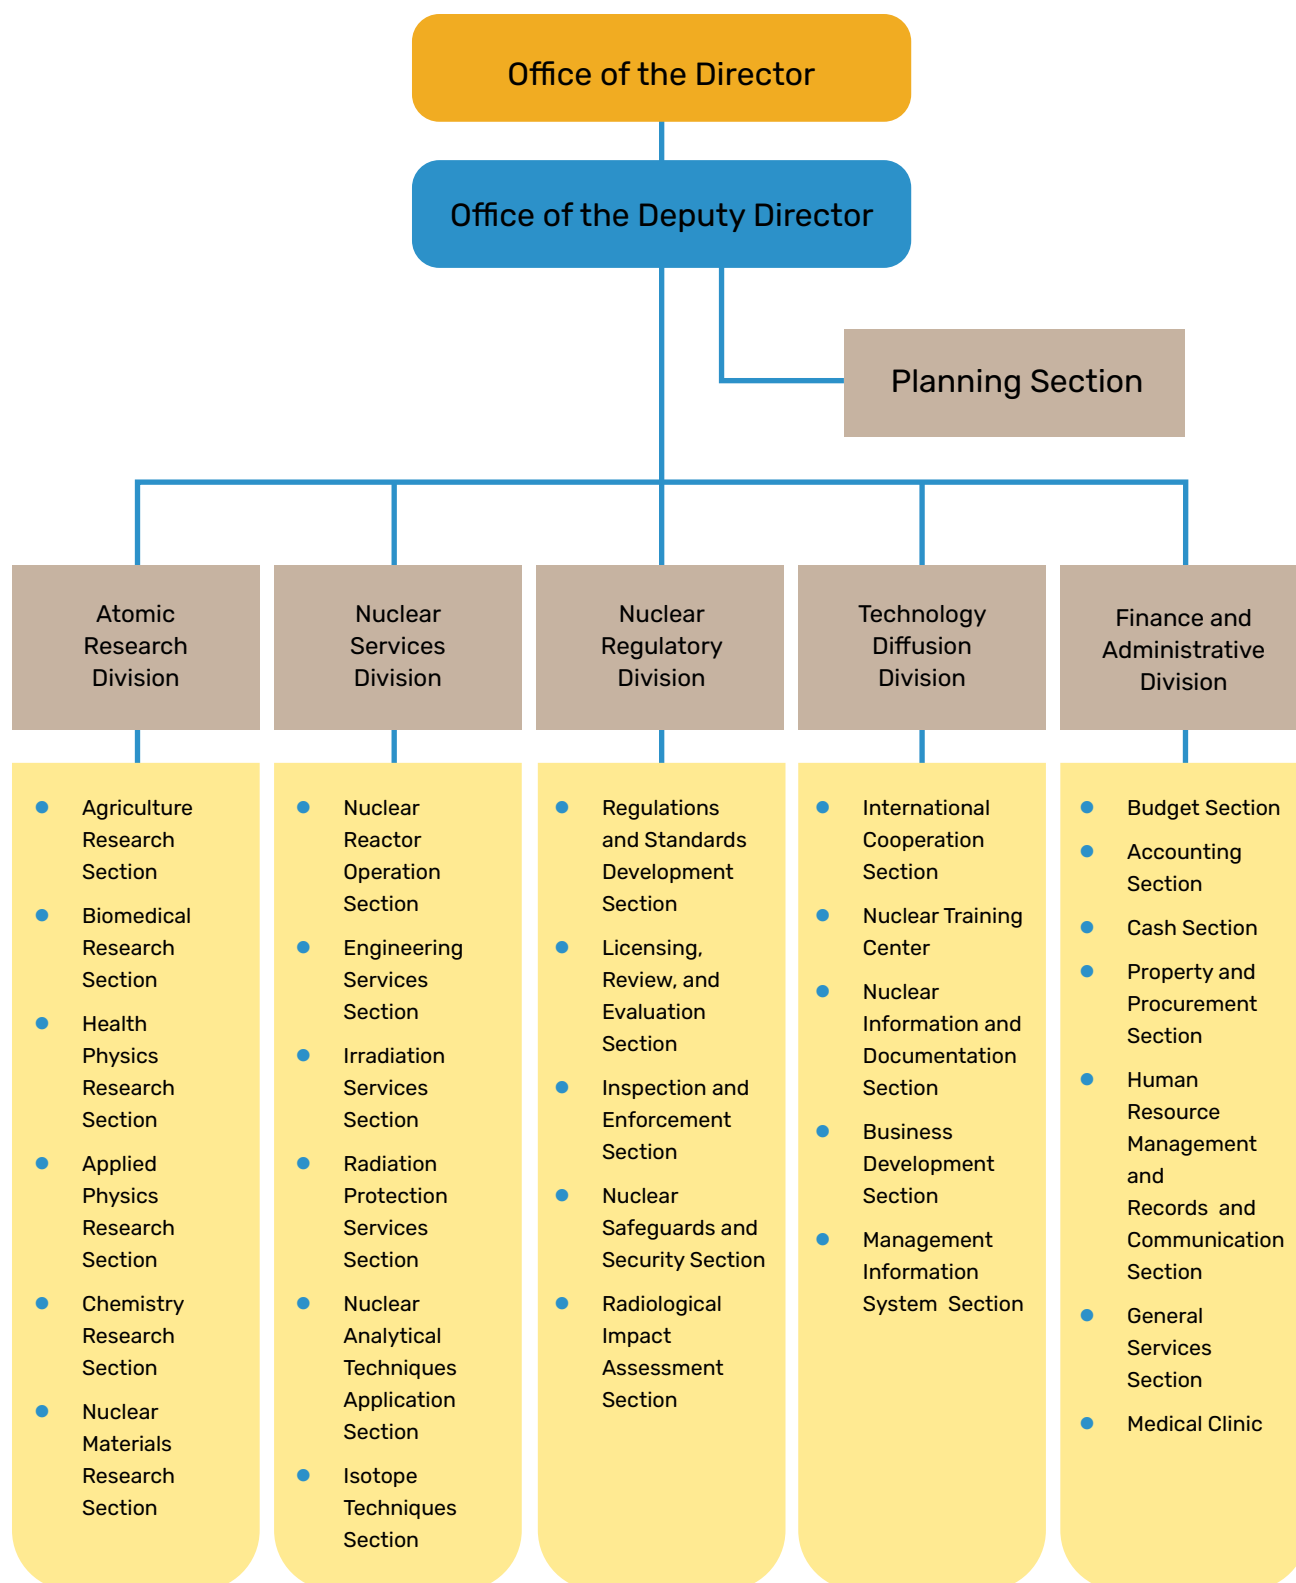 Office of the Director
Office of the Deputy Director
Planning Section
Atomic
Research
Division
Nuclear
Services
Division
Nuclear
Regulatory
Division
Technology
Diffusion
Division
Finance and
Administrative
Division
Agriculture
Research
Section
Biomedical
Research
Section
Health
Physics
Research
Section
Applied
Physics
Research
Section
Chemistry
Research
Section
Nuclear
Materials
Research
Section
Nuclear
Reactor
Operation
Section
Engineering
Services
Section
Irradiation
Services
Section
Radiation
Protection
Services
Section
Nuclear
Analytical
Techniques
Application
Section
Isotope
Techniques
Section
Regulations
and Standards
Development
Section
Licensing,
Review, and
Evaluation
Section
Inspection and
Enforcement
Section
Nuclear
Safeguards and
Security Section
Radiological
Impact
Assessment
Section
International
Cooperation
Section
Nuclear Training
Center
Nuclear
Information and
Documentation
Section
Business
Development
Section
Management
Information
System  Section
Budget Section
Accounting
Section
Cash Section
Property and
Procurement
Section
Human
Resource
Management
and
Records  and
Communication
Section
General
Services
Section
Medical Clinic